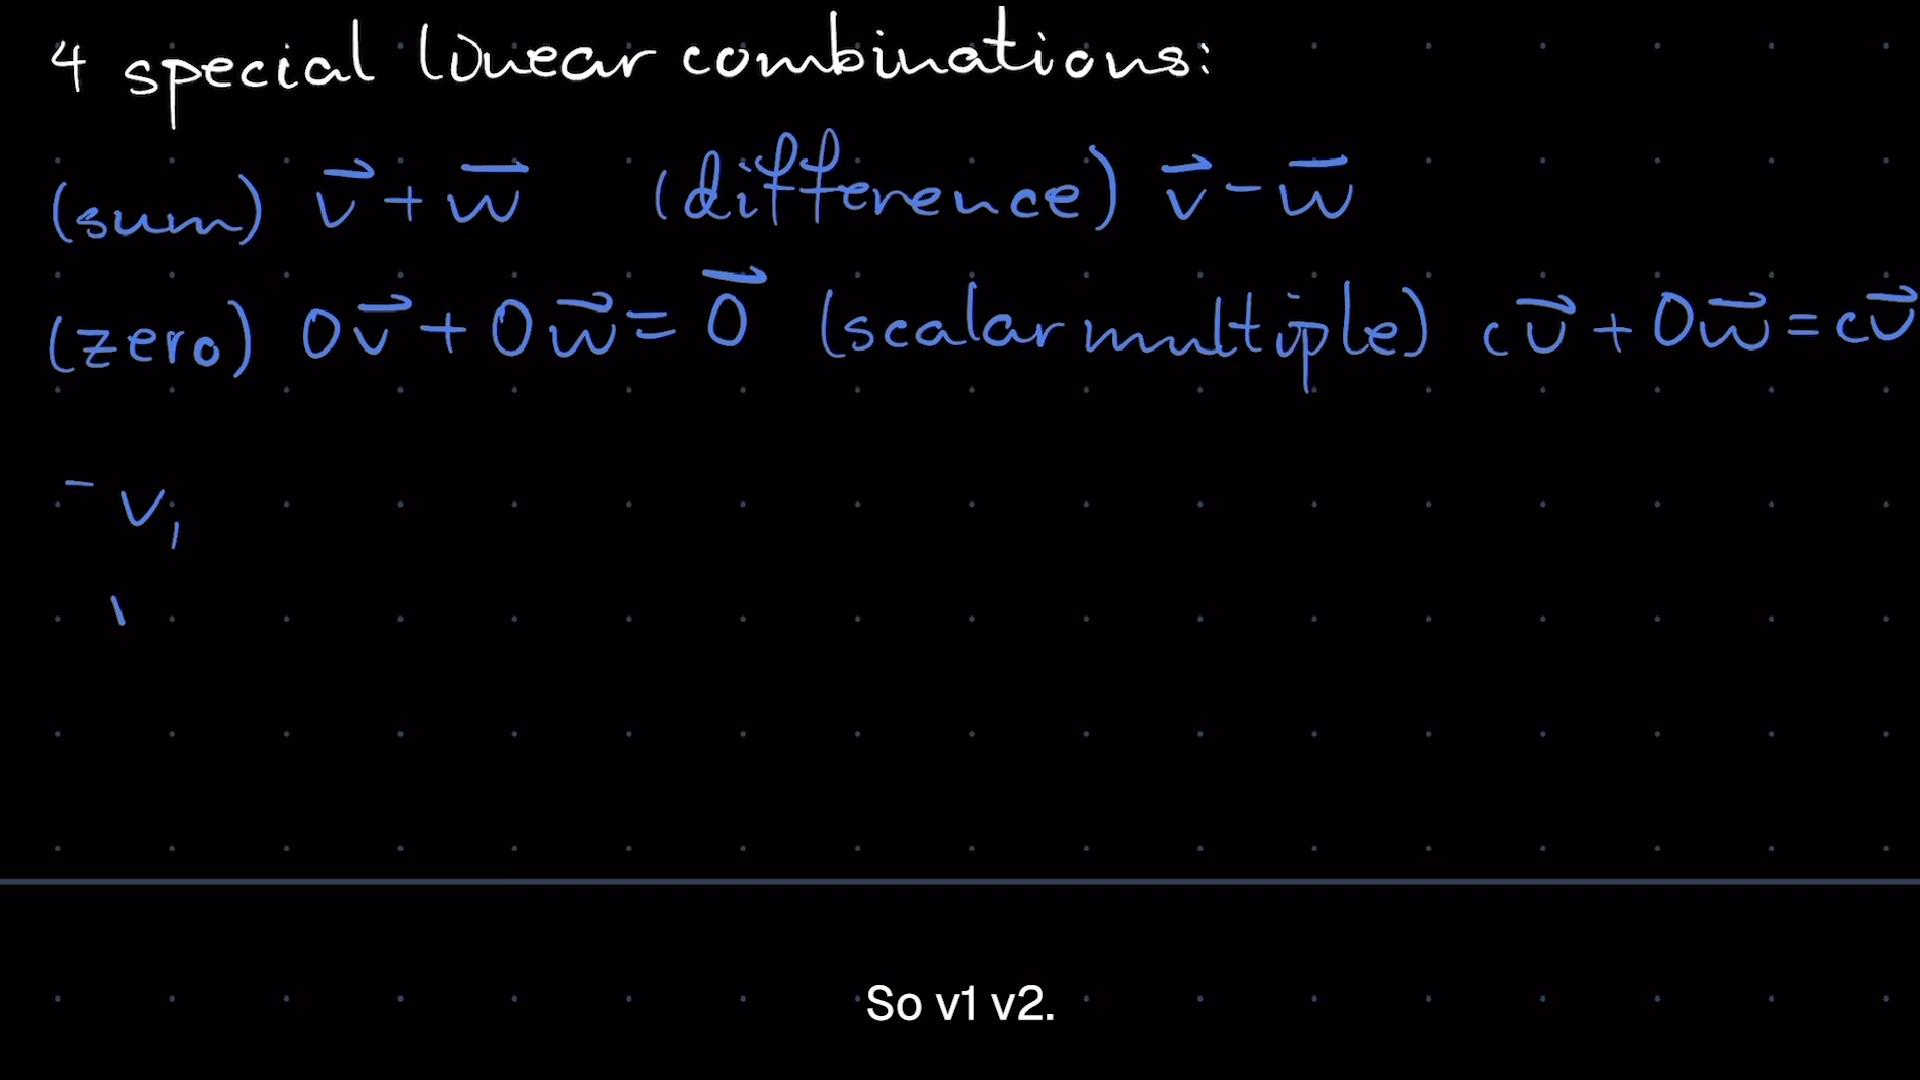 4 special linear combinations:
(sum) v⃗ + w⃗ (difference) v⃗ - w⃗
(zero) 0v⃗ + 0w⃗ = 0⃗ (scalar multiple) cv⃗ + 0w⃗ = cv⃗
- v₁
So v1 v2.